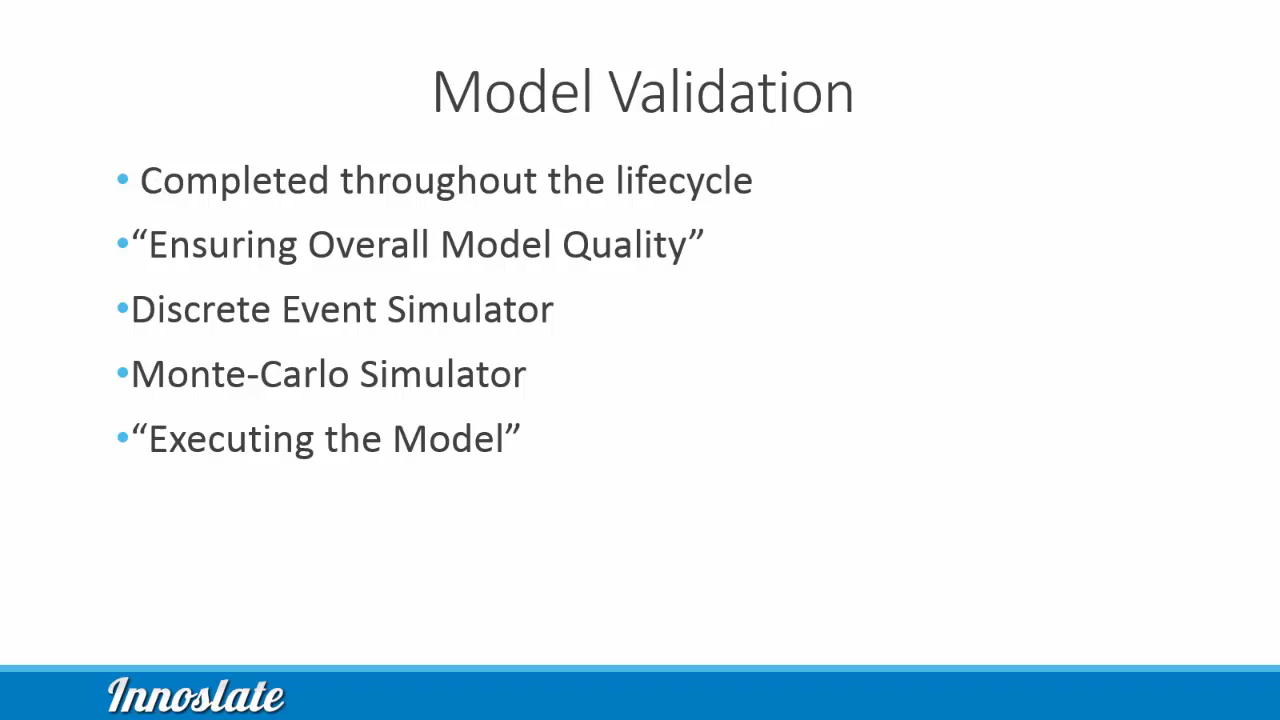 Model Validation
• Completed throughout the lifecycle
•“Ensuring Overall Model Quality”
•Discrete Event Simulator
•Monte-Carlo Simulator
•“Executing the Model”
Innoslate